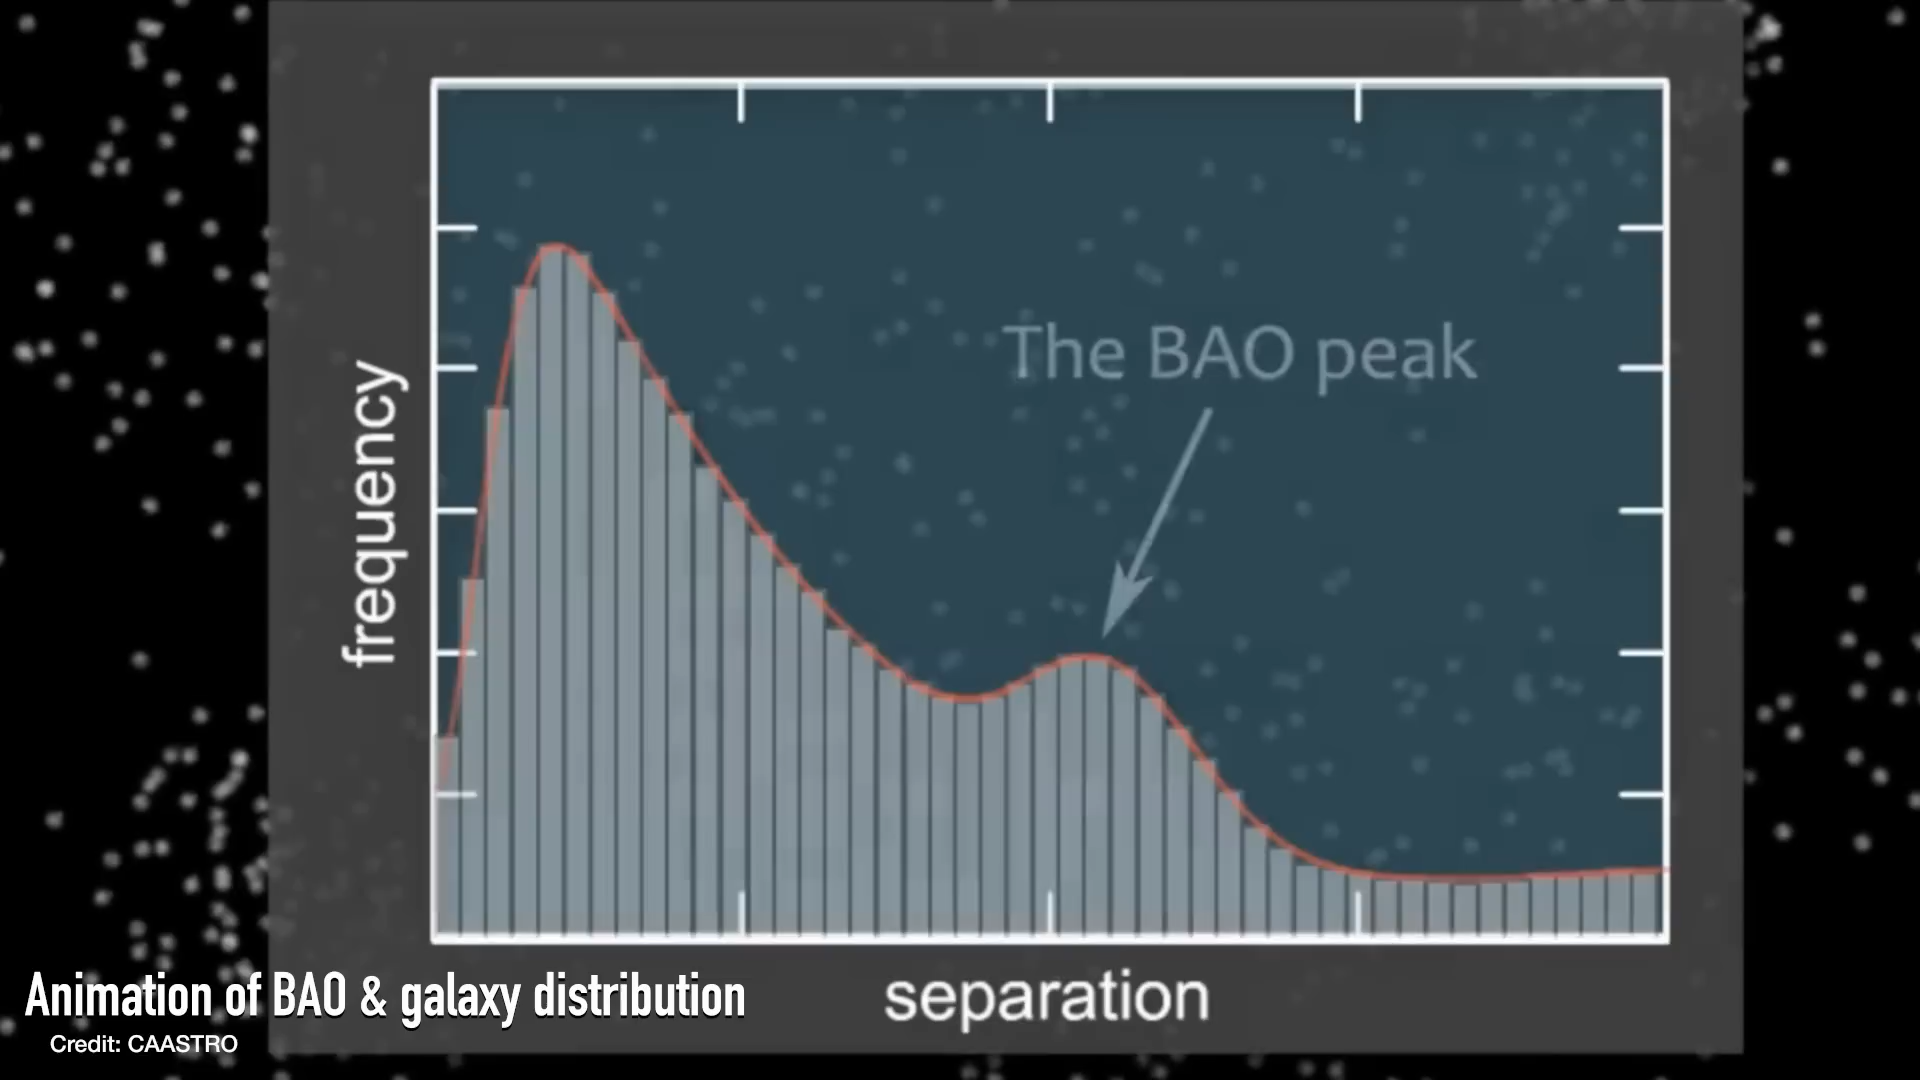 The BAO peak
frequency
separation
Animation of BAO & galaxy distribution
Credit: CAASTRO